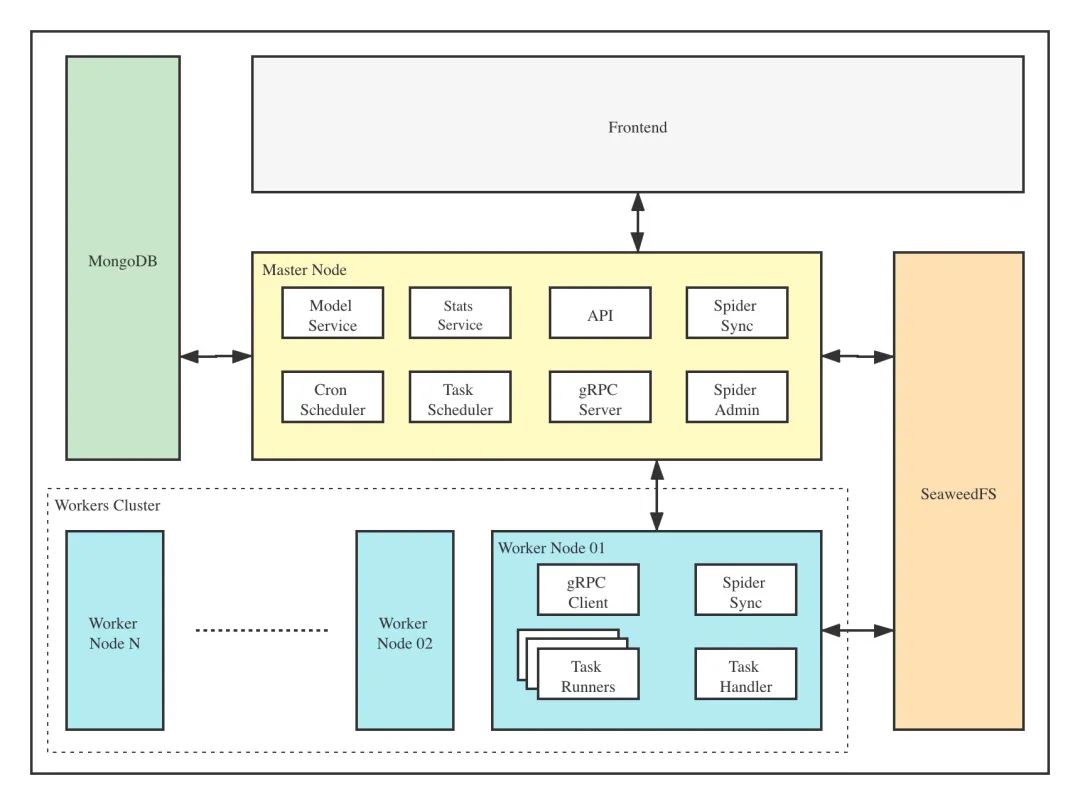 Frontend
MongoDB
Master Node
Model
Service
Stats
Service
API
Spider
Sync
Cron
Scheduler
Task
Scheduler
gRPC
Server
Spider
Admin
SeaweedFS
Workers Cluster
Worker
Node N
Worker
Node 02
Worker Node 01
gRPC
Client
Spider
Sync
Task
Runners
Task
Handler